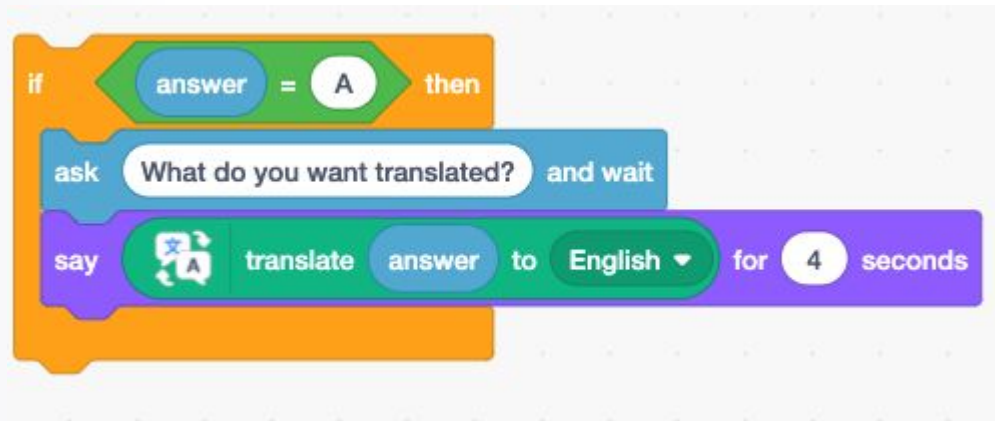 if answer = A then
ask What do you want translated? and wait
say 文 A translate answer to English for 4 seconds